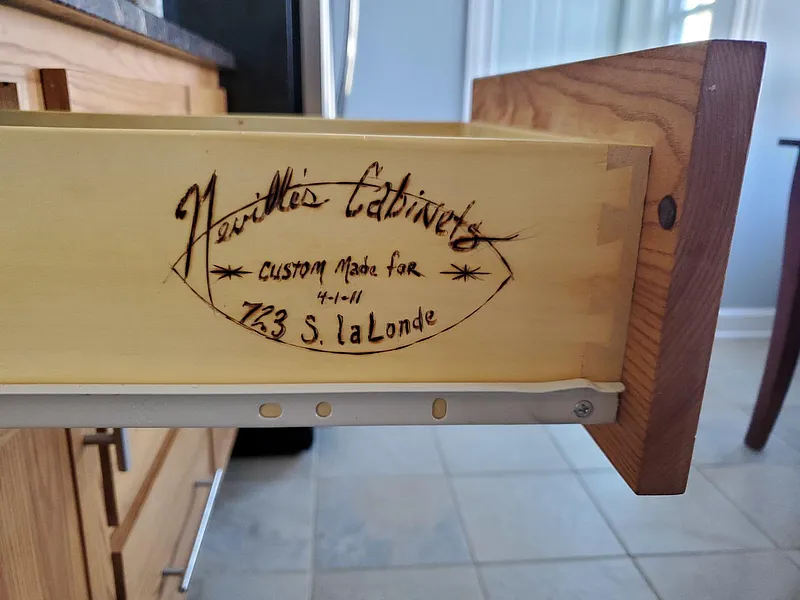 Neville's Cabinets
Custom Made for
4-1-11
723 S. laLonde